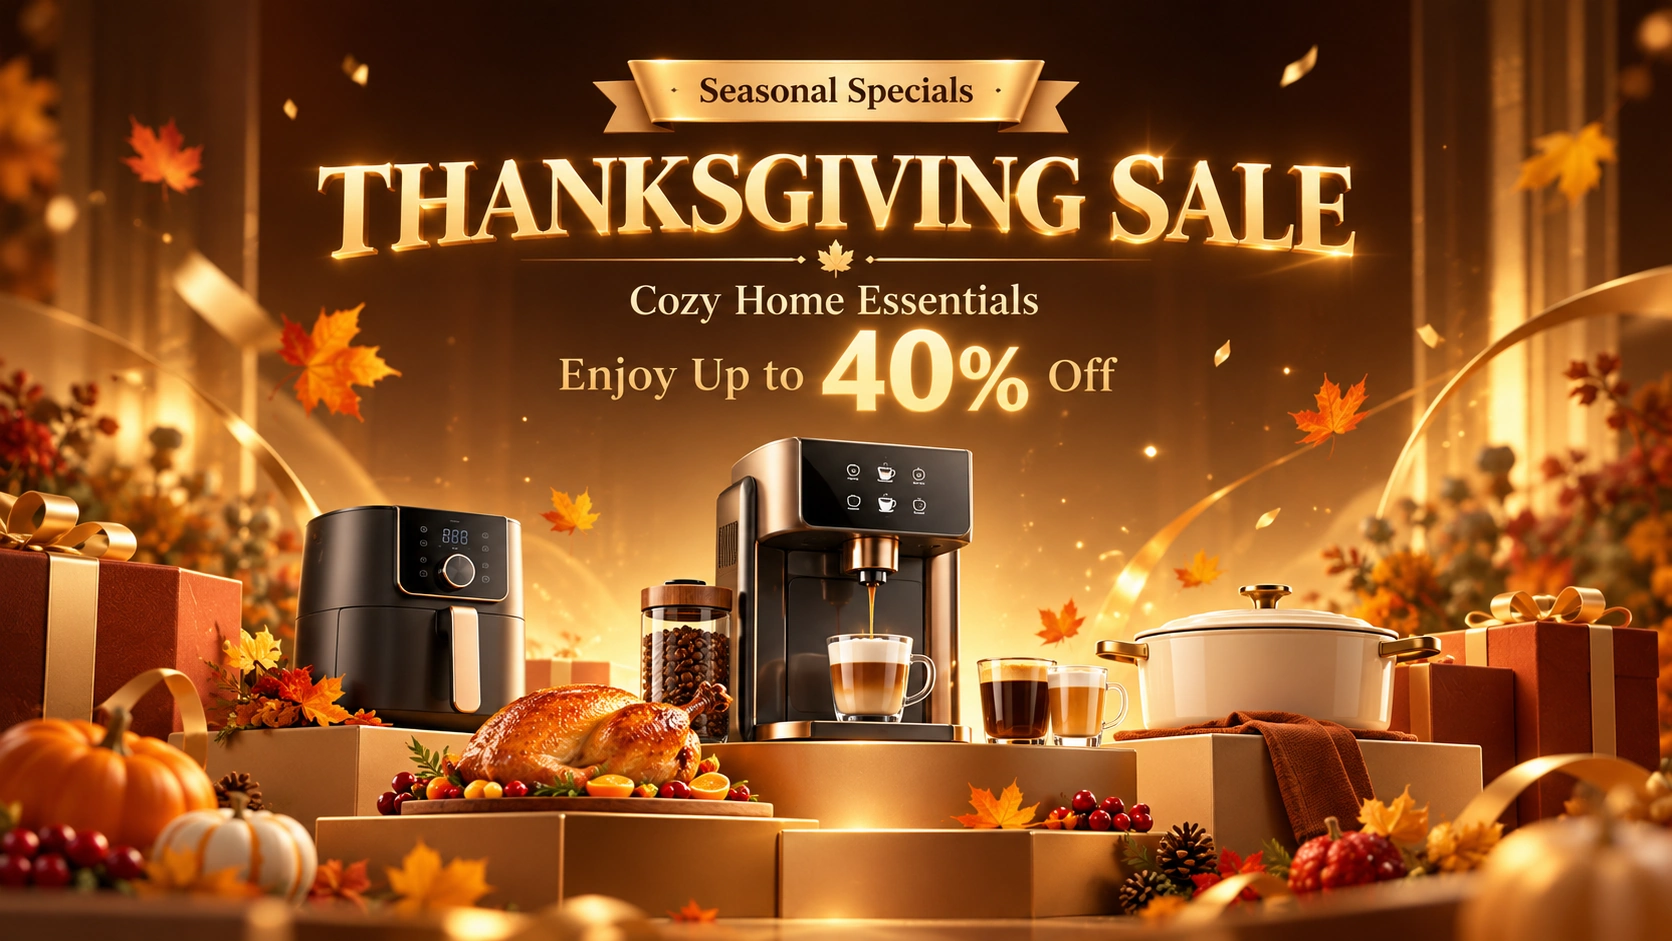 Seasonal Specials
THANKSGIVING SALE
Cozy Home Essentials
Enjoy Up to 40% Off